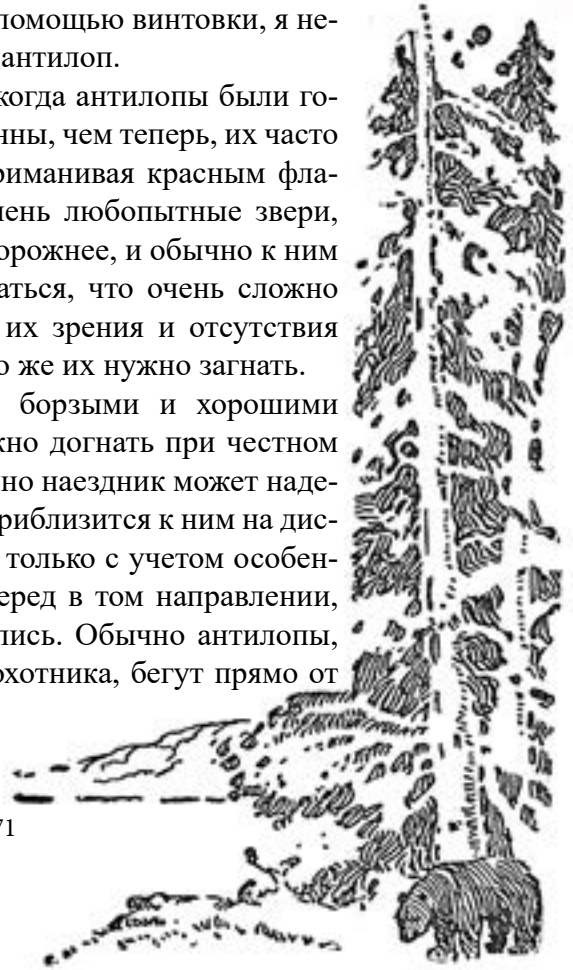 помощью винтовки, я не-
антилоп.
когда антилопы были го-
нны, чем теперь, их часто
риманивая красным фла-
чень любопытные звери,
орожнее, и обычно к ним
аться, что очень сложно
их зрения и отсутствия
о же их нужно загнать.
борзыми и хорошими
жно догнать при честном
но наездник может наде-
риблизится к ним на дис-
только с учетом особен-
еред в том направлении,
лись. Обычно антилопы,
охотника, бегут прямо от
71